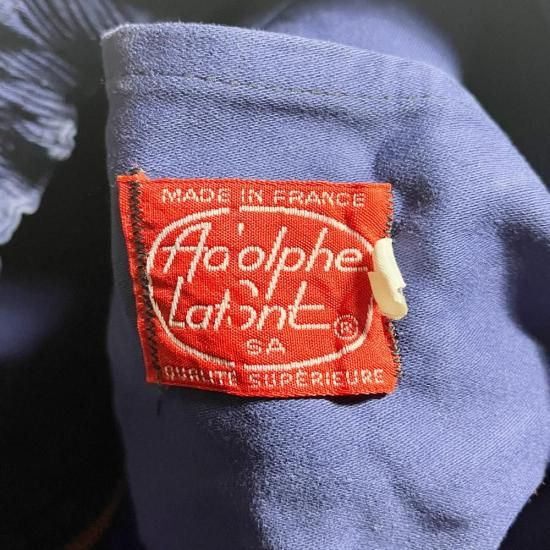 MADE IN FRANCE
Adolphe
Lafont ®
SA
QUALITÉ SUPÉRIEURE